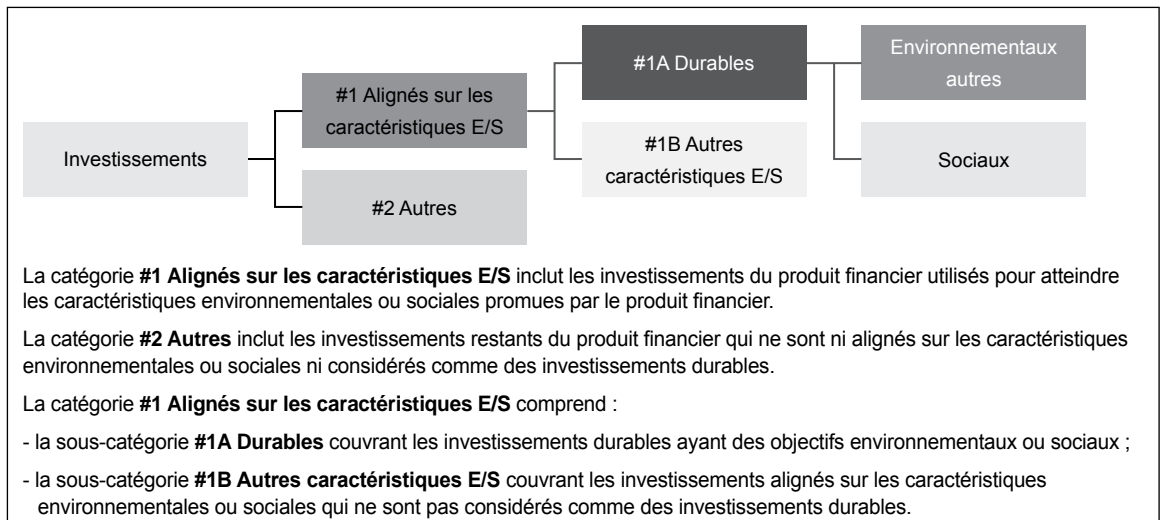 Investissements
#1 Alignés sur les
caractéristiques E/S
#2 Autres
#1A Durables
#1B Autres
caractéristiques E/S
Environnementaux
autres
Sociaux
La catégorie #1 Alignés sur les caractéristiques E/S inclut les investissements du produit financier utilisés pour atteindre
les caractéristiques environnementales ou sociales promues par le produit financier.
La catégorie #2 Autres inclut les investissements restants du produit financier qui ne sont ni alignés sur les caractéristiques
environnementales ou sociales ni considérés comme des investissements durables.
La catégorie #1 Alignés sur les caractéristiques E/S comprend :
- la sous-catégorie #1A Durables couvrant les investissements durables ayant des objectifs environnementaux ou sociaux ;
- la sous-catégorie #1B Autres caractéristiques E/S couvrant les investissements alignés sur les caractéristiques
environnementales ou sociales qui ne sont pas considérés comme des investissements durables.